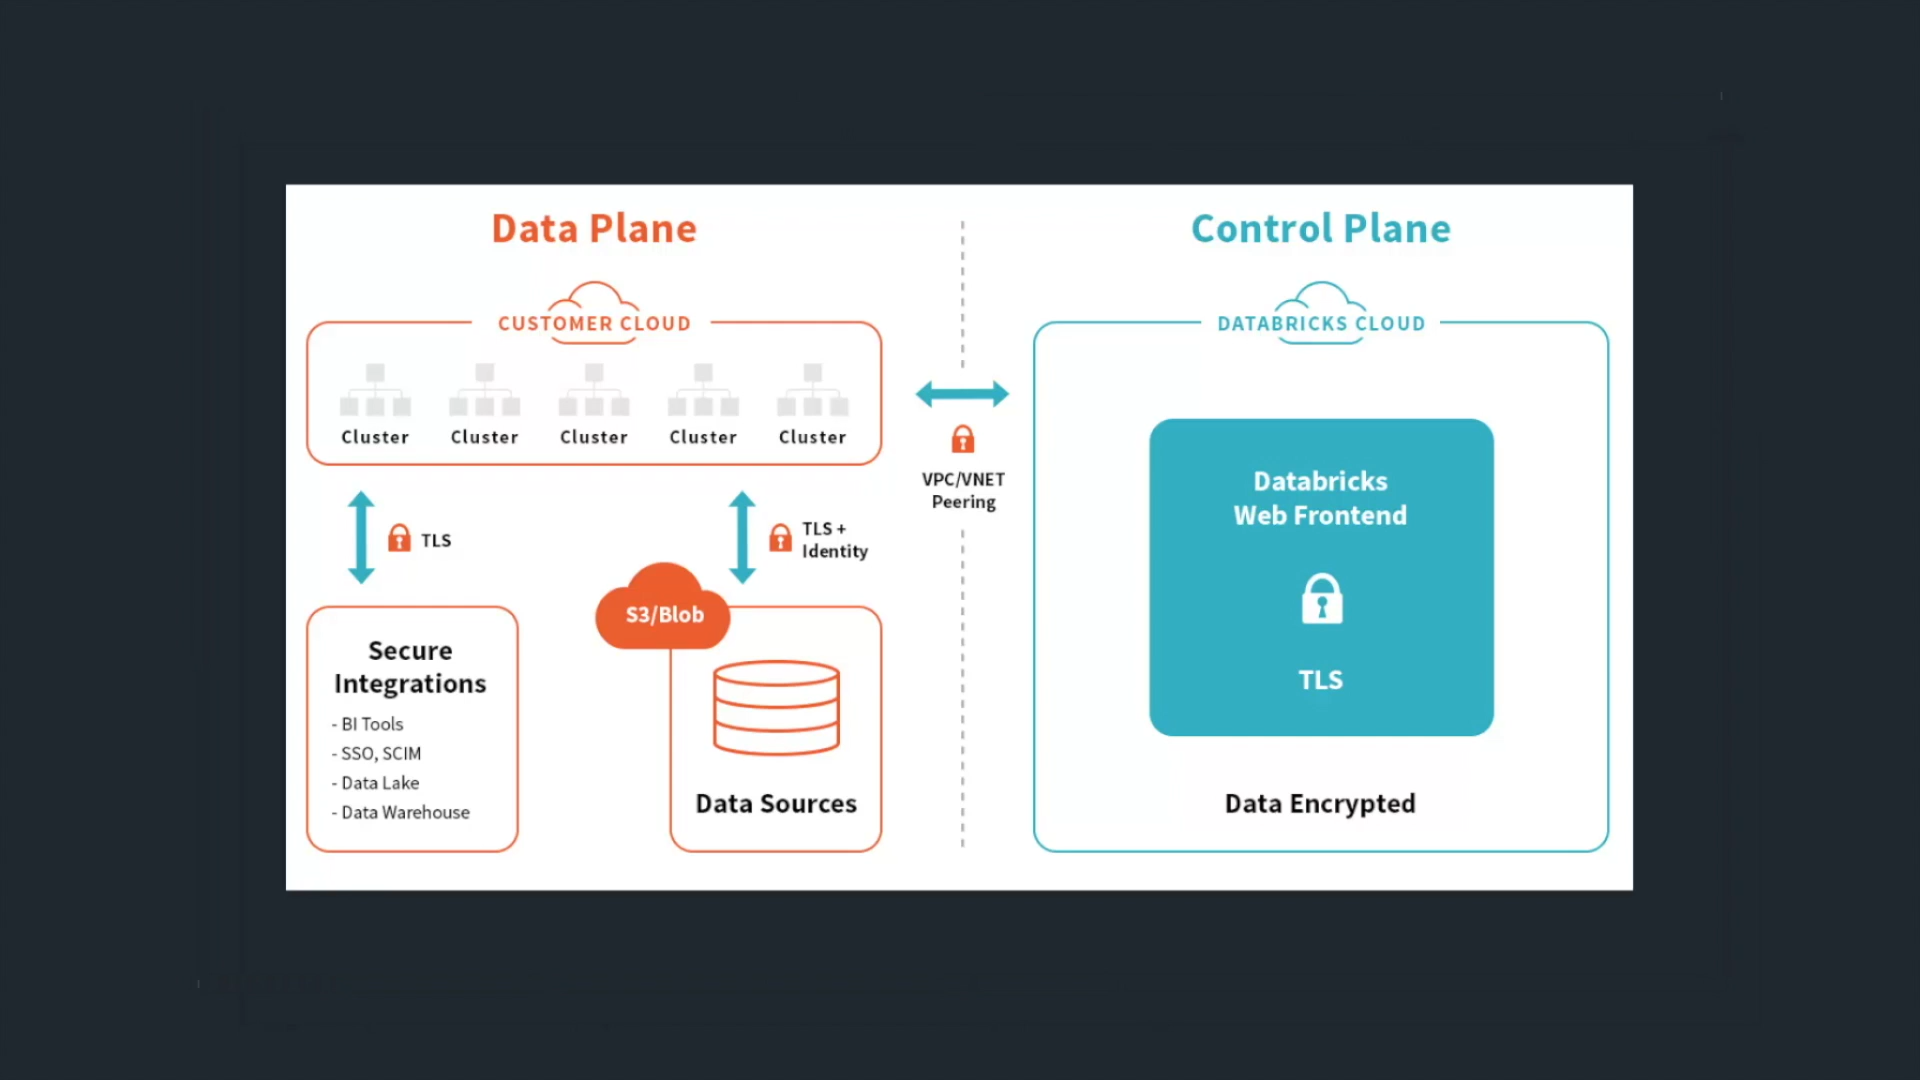 Data Plane
CUSTOMER CLOUD
Cluster Cluster Cluster Cluster Cluster
TLS
TLS +
Identity
Secure
Integrations
- BI Tools
- SSO, SCIM
- Data Lake
- Data Warehouse
S3/Blob
Data Sources
VPC/VNET
Peering
Control Plane
DATABRICKS CLOUD
Databricks
Web Frontend
TLS
Data Encrypted